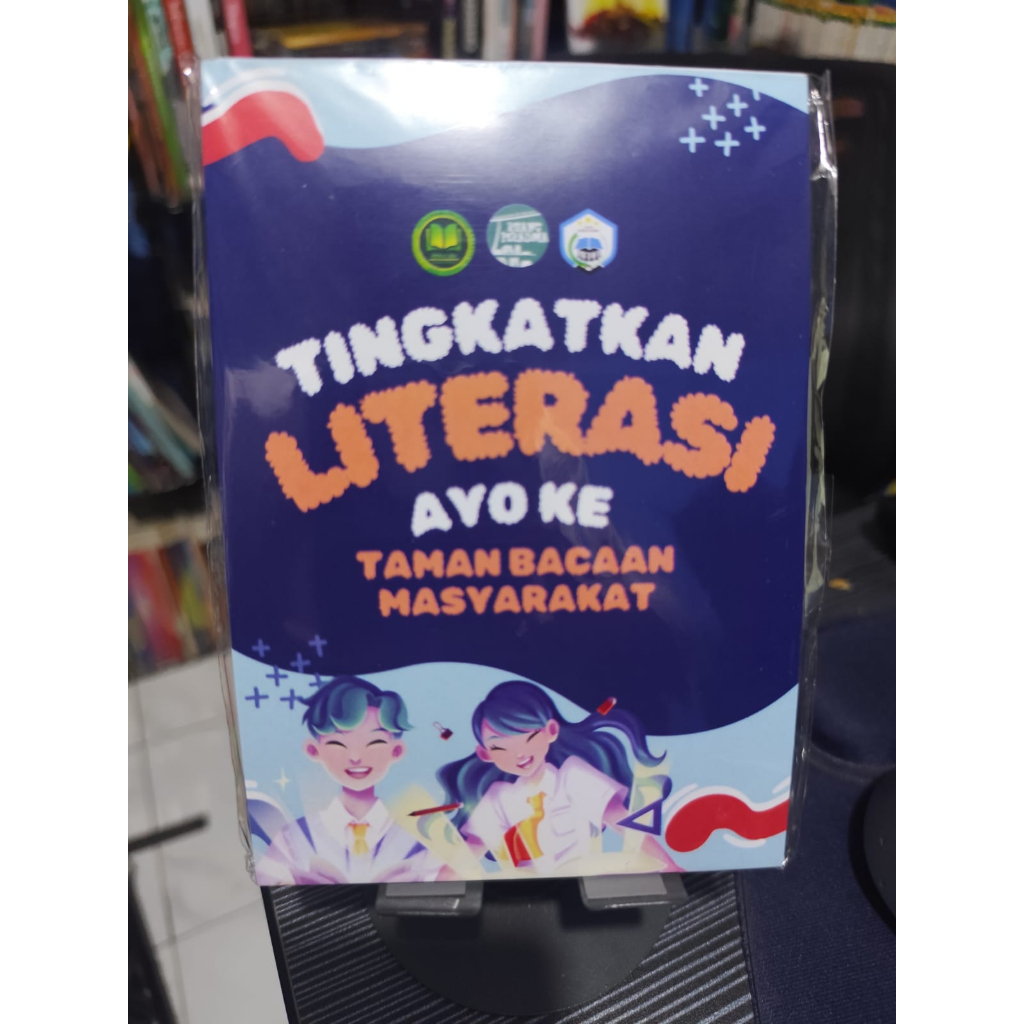 TINGKATKAN
LITERASI
AYO KE
TAMAN BACAAN
MASYARAKAT